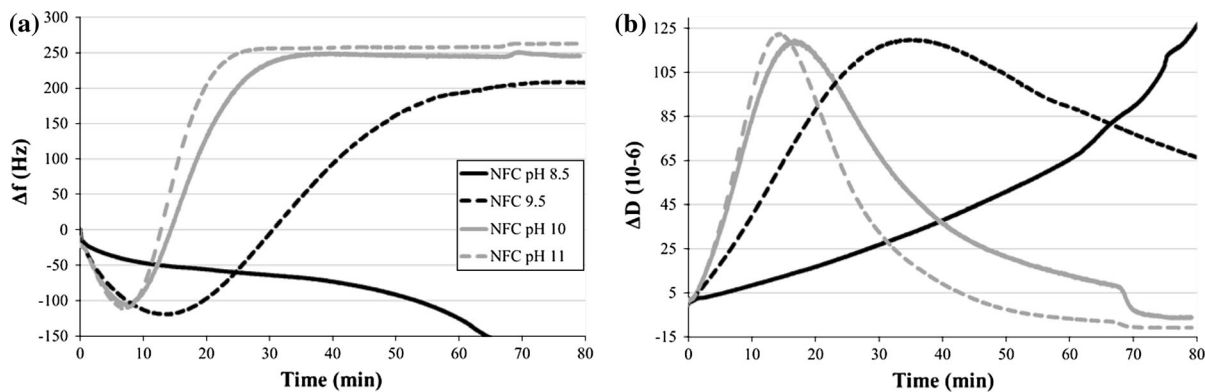 (a)
Δf (Hz)
350
300
250
200
150
100
50
0
-50
-100
-150
NFC pH 8.5
NFC 9.5
NFC pH 10
NFC pH 11
0 10 20 30 40 50 60 70 80
Time (min)
(b)
ΔD (10-6)
125
105
85
65
45
25
5
-15
0 10 20 30 40 50 60 70 80
Time (min)